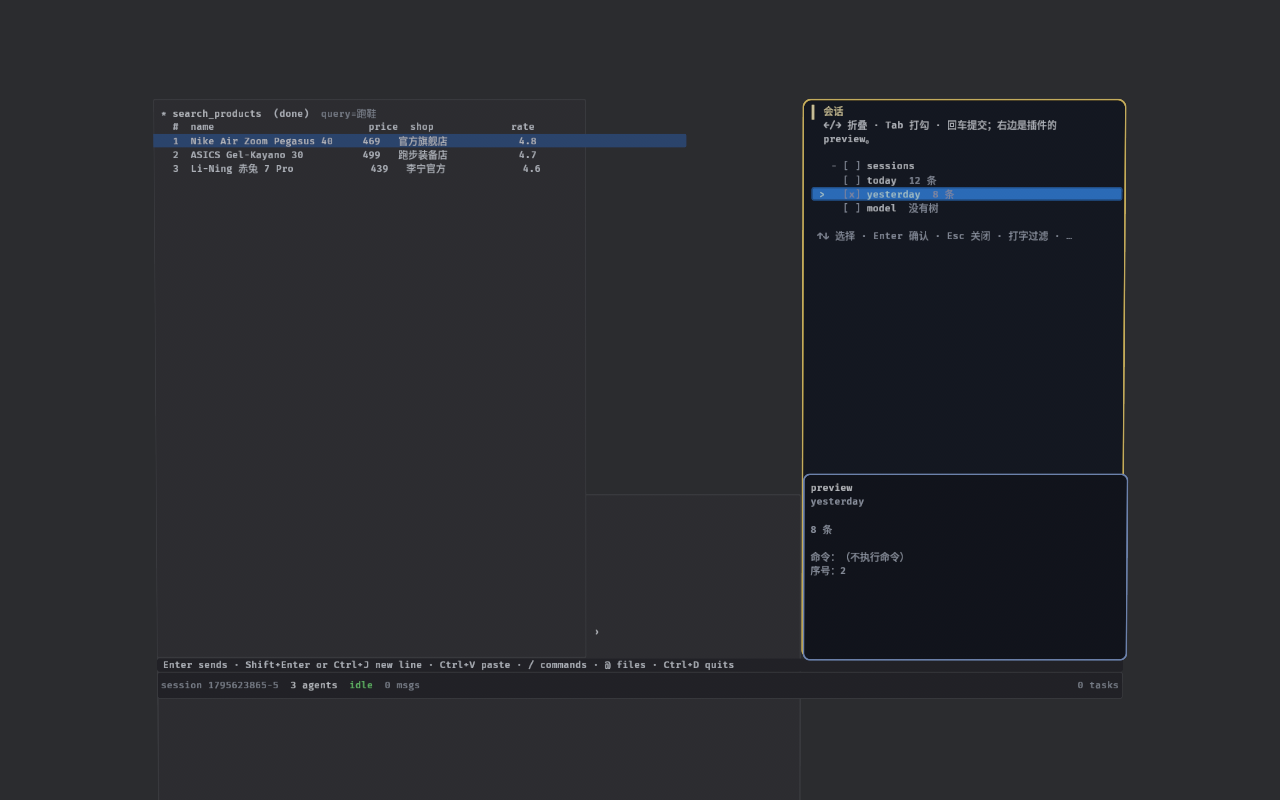 * search_products (done) query=跑鞋
# name price shop rate
1 Nike Air Zoom Pegasus 40 469 官方旗舰店 4.8
2 ASICS Gel-Kayano 30 499 跑步装备店 4.7
3 Li-Ning 赤兔 7 Pro 439 李宁官方 4.6
›
Enter sends · Shift+Enter or Ctrl+J new line · Ctrl+V paste · / commands · @ files · Ctrl+D quits
session 1795623865-5 3 agents idle 0 msgs 0 tasks
会话
←/→ 折叠 · Tab 打勾 · 回车提交; 右边是插件的
preview。
- [ ] sessions
[ ] today 12 条
> [x] yesterday 8 条
[ ] model 没有树
↑↓ 选择 · Enter 确认 · Esc 关闭 · 打字过滤 · …
preview
yesterday
8 条
命令: (不执行命令)
序号: 2